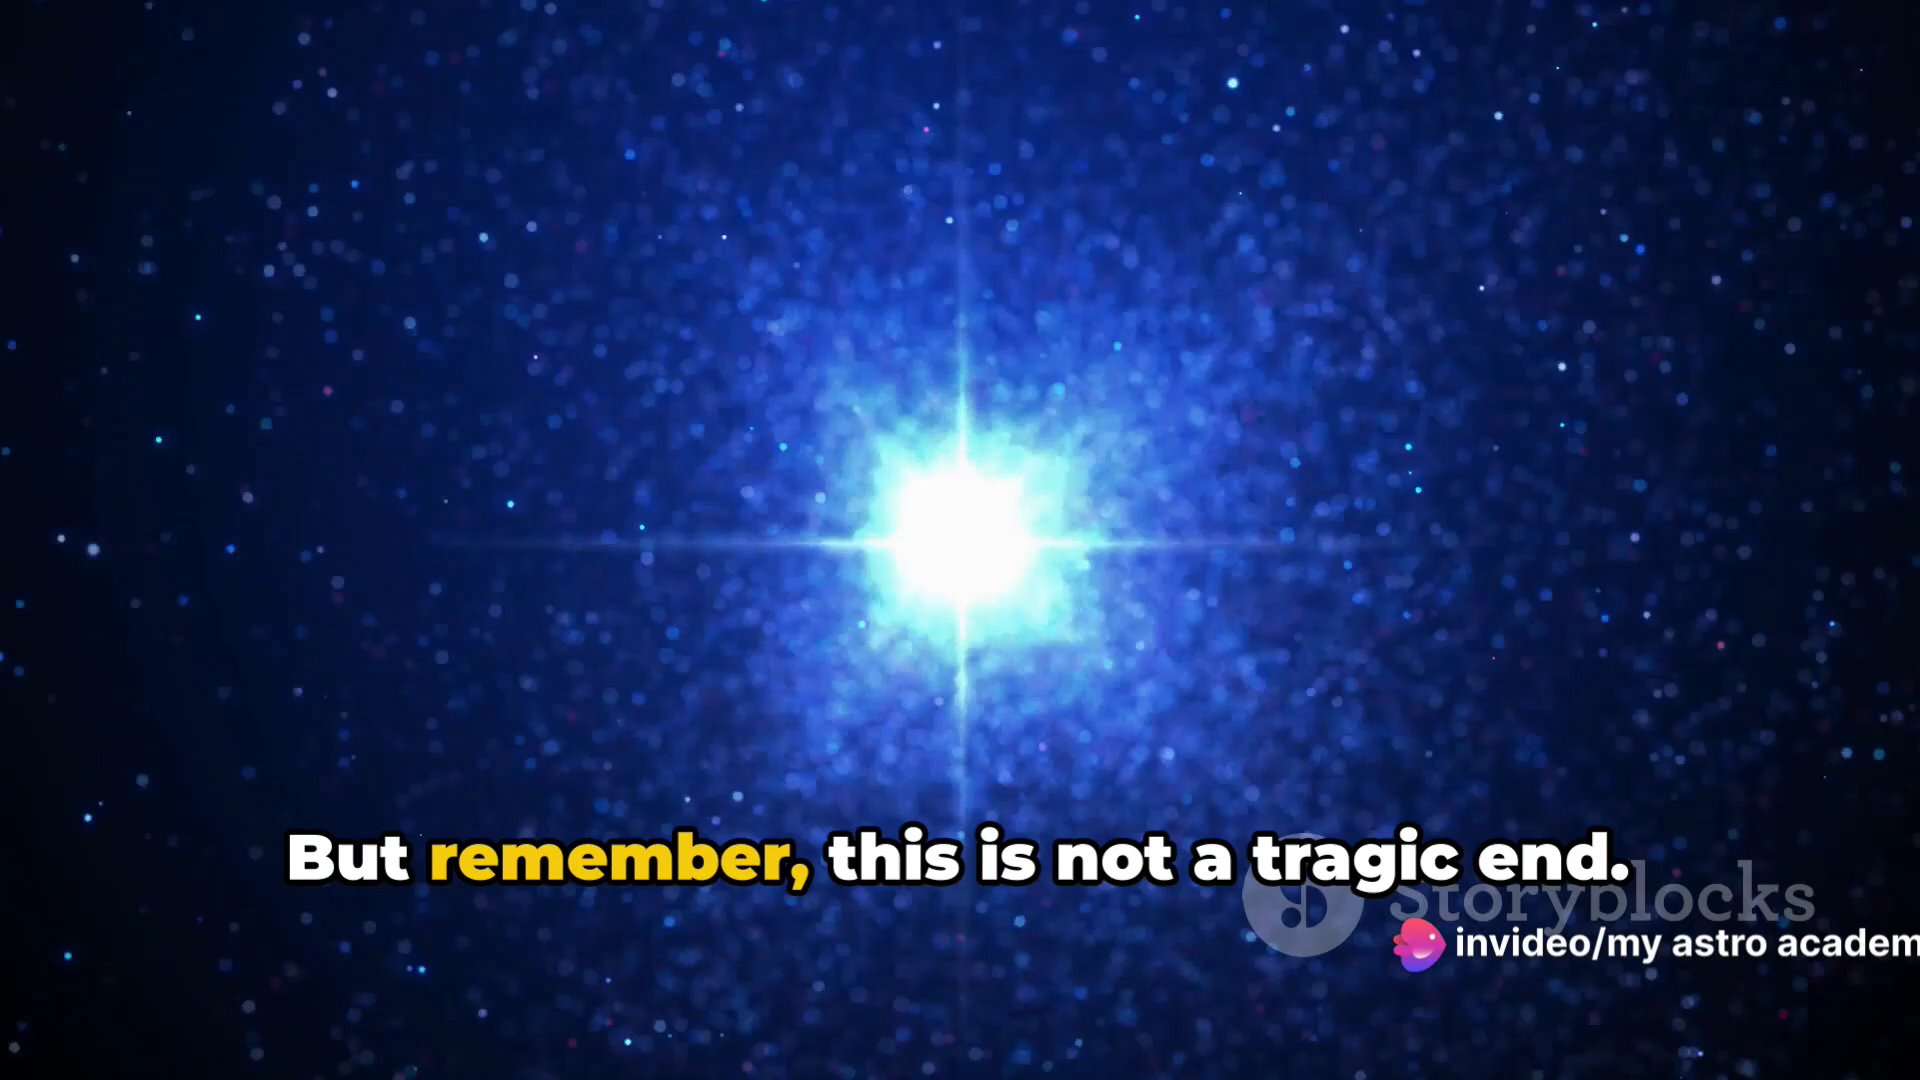 But remember, this is not a tragic end.
Storyblocks
invideo/my astro academ